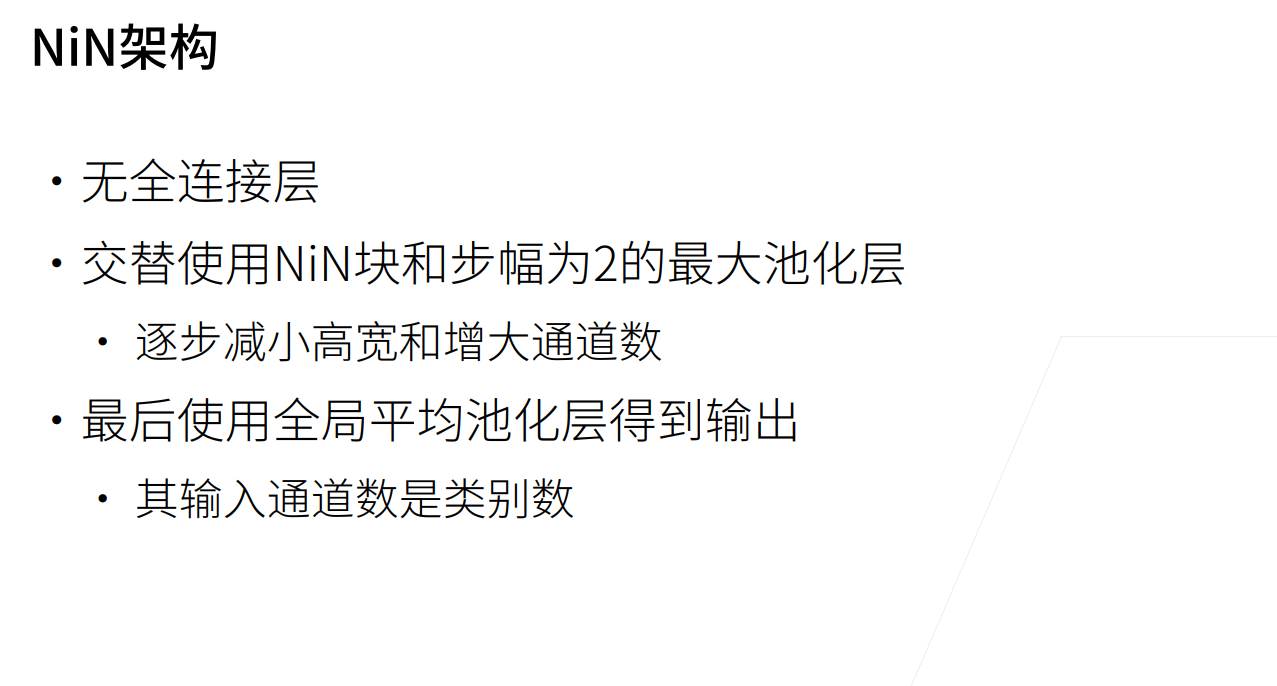 NiN架构
• 无全连接层
• 交替使用NiN块和步幅为2的最大池化层
• 逐步减小高宽和增大通道数
• 最后使用全局平均池化层得到输出
• 其输入通道数是类别数